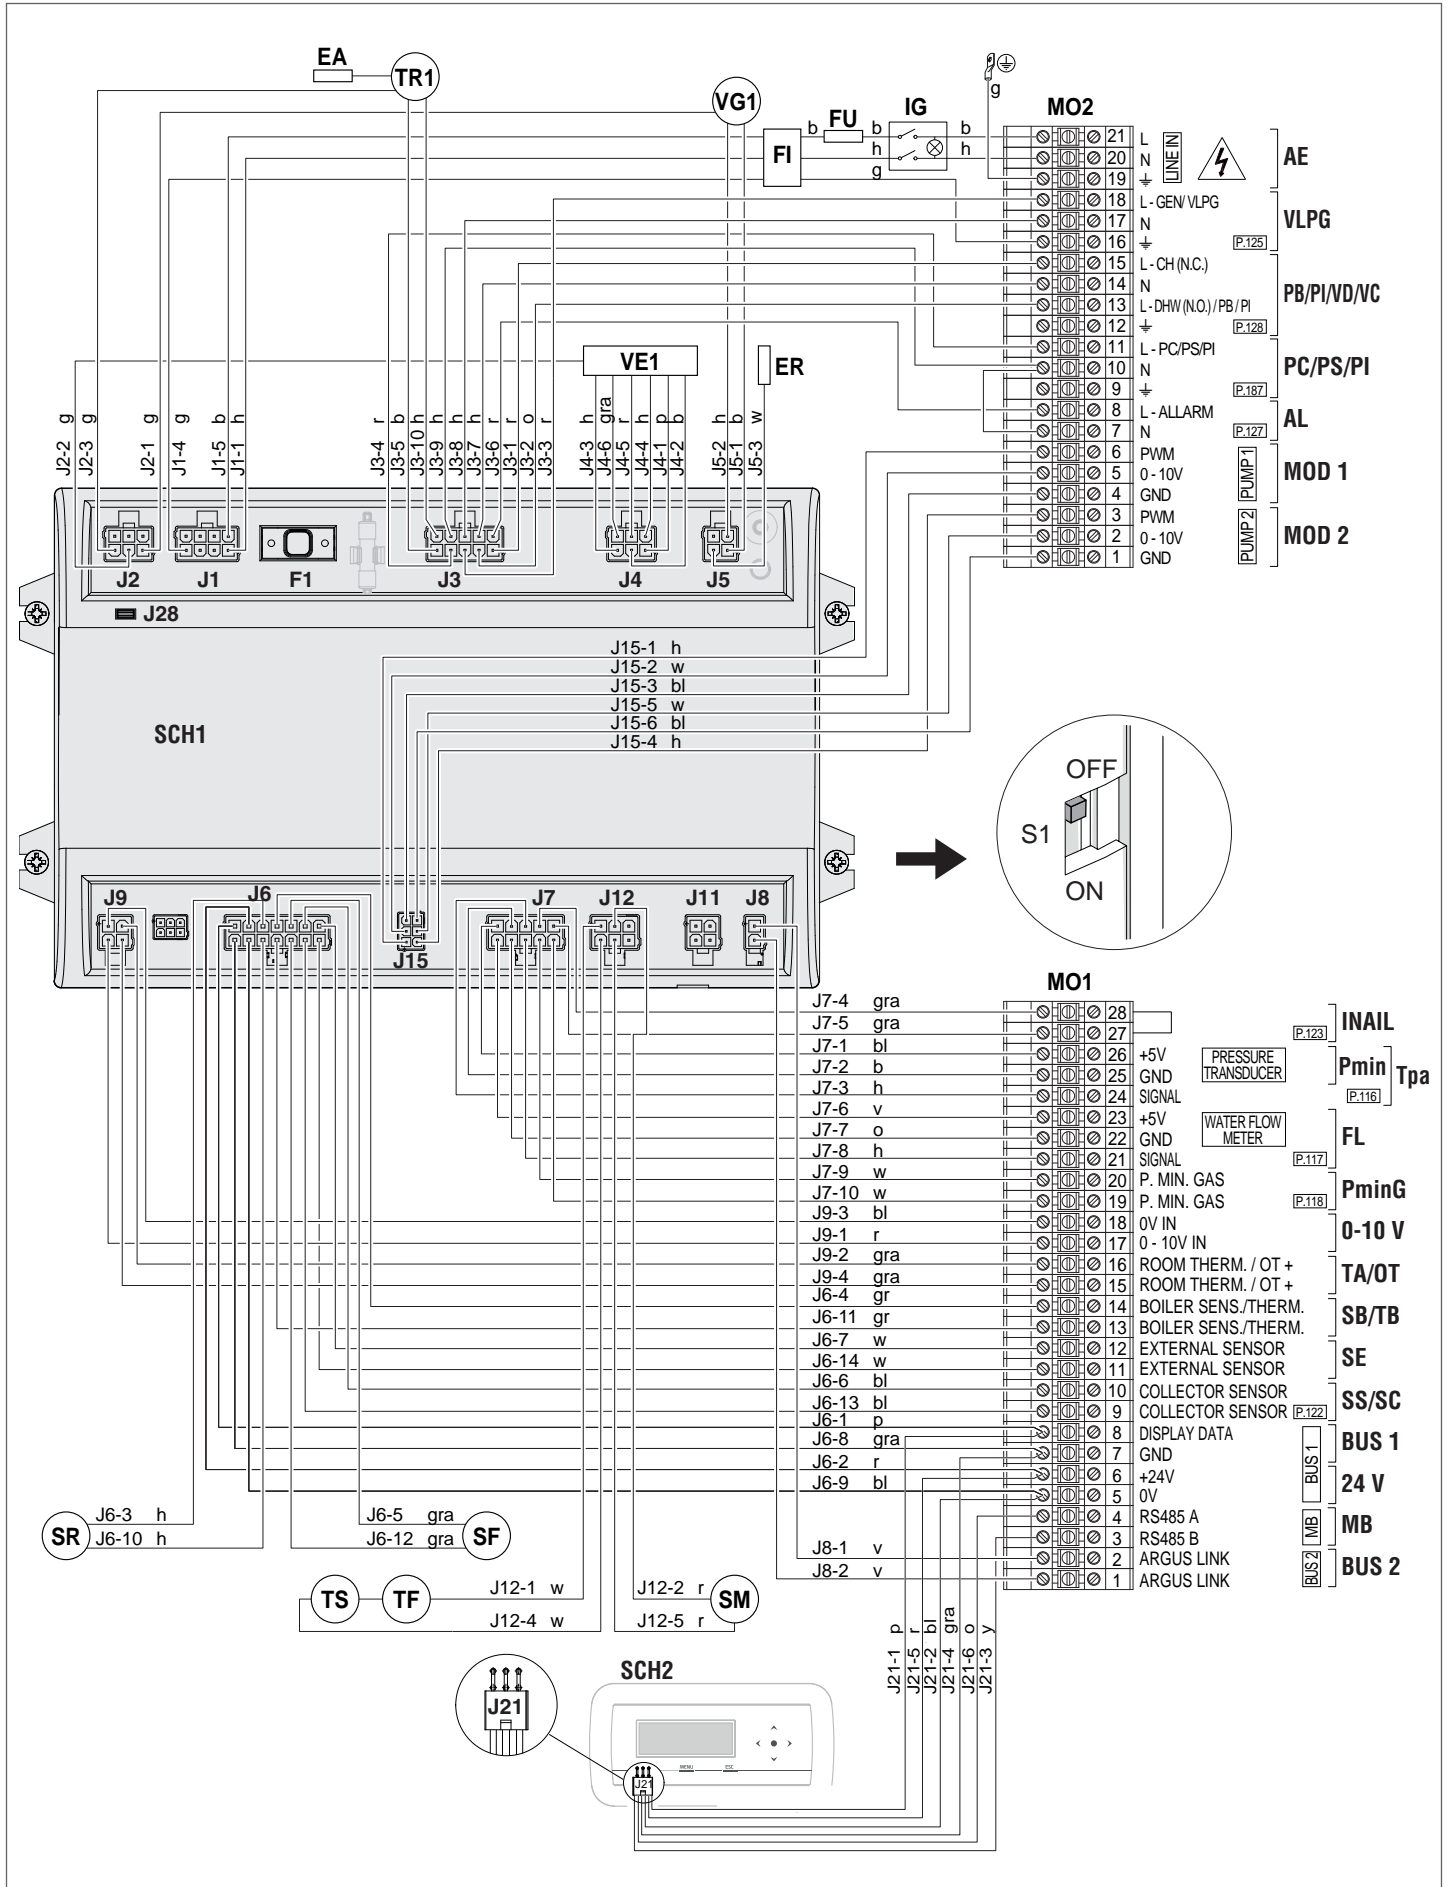 EA
TR1
VG1
FU
IG
g
MO2
b
b
b
h
h
g
FI
21 L
20 N
19
LINE IN
AE
18 L - GEN/ VLPG
17 N
16
P.125
VLPG
15 L - CH (N.C.)
14 N
13 L - DHW (N.O.) / PB / PI
12
P.128
PB/PI/VD/VC
11 L - PC/PS/PI
10 N
9
P.187
PC/PS/PI
8 L - ALLARM
7 N
P.127
AL
6 PWM
5 0 - 10V
4 GND
PUMP 1
MOD 1
3 PWM
2 0 - 10V
1 GND
PUMP 2
MOD 2
VE1
ER
J2-2 g
J2-3 g
J2-1 g
J1-4 g
J1-5 b
J1-1 h
J3-4 r
J3-5 b
J3-10 h
J3-9 h
J3-8 h
J3-7 h
J3-6 r
J3-1 r
J3-2 o
J3-3 r
J4-3 h
J4-6 gra
J4-5 r
J4-4 h
J4-1 p
J4-2 b
J5-2 h
J5-1 b
J5-3 w
J2
J1
F1
J3
J4
J5
J28
J15-1 h
J15-2 w
J15-3 bl
J15-5 w
J15-6 bl
J15-4 h
SCH1
OFF
S1
ON
J9
J6
J15
J7
J12
J11
J8
MO1
J7-4 gra
J7-5 gra
J7-1 bl
J7-2 b
J7-3 h
J7-6 v
J7-7 o
J7-8 h
J7-9 w
J7-10 w
J9-3 bl
J9-1 r
J9-2 gra
J9-4 gra
J6-4 gr
J6-11 gr
J6-7 w
J6-14 w
J6-6 bl
J6-13 bl
J6-1 p
J6-8 gra
J6-2 r
J6-9 bl
J8-1 v
J8-2 v
28
27
P.123
INAIL
26 +5V
25 GND
24 SIGNAL
PRESSURE
TRANSDUCER
P.116
Pmin
Tpa
23 +5V
22 GND
21 SIGNAL
WATER FLOW
METER
P.117
FL
20 P. MIN. GAS
19 P. MIN. GAS
P.118
PminG
18 0V IN
17 0 - 10V IN
0-10 V
16 ROOM THERM. / OT +
15 ROOM THERM. / OT +
TA/OT
14 BOILER SENS./THERM.
13 BOILER SENS./THERM.
SB/TB
12 EXTERNAL SENSOR
11 EXTERNAL SENSOR
SE
10 COLLECTOR SENSOR
9 COLLECTOR SENSOR
P.122
SS/SC
8 DISPLAY DATA
7 GND
BUS 1
BUS 1
6 +24V
5 0V
24 V
4 RS485 A
3 RS485 B
MB
MB
2 ARGUS LINK
1 ARGUS LINK
BUS 2
BUS 2
SR
J6-3 h
J6-10 h
J6-5 gra
J6-12 gra
SF
TS
TF
J12-1 w
J12-4 w
J12-2 r
J12-5 r
SM
J21-1 p
J21-5 r
J21-2 bl
J21-4 gra
J21-6 o
J21-3 y
SCH2
J21
MENU
ESC
J21